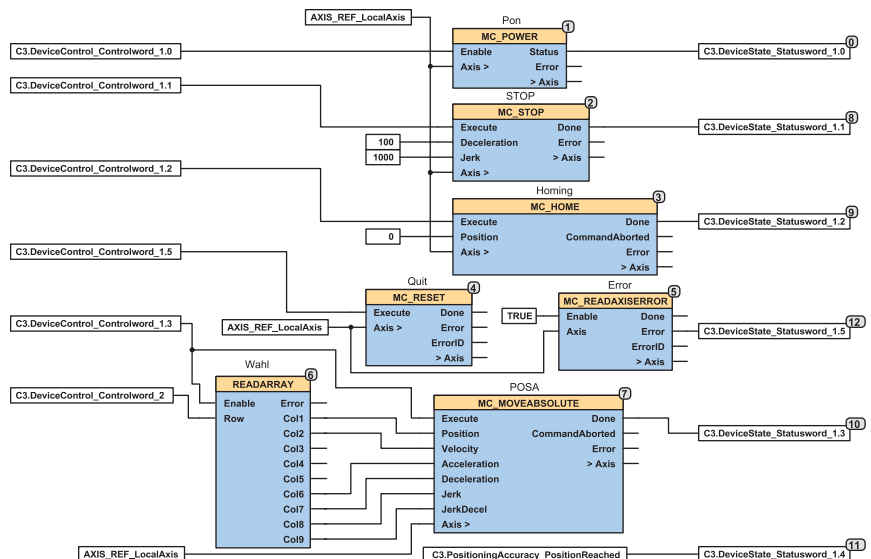 AXIS_REF_LocalAxis
Pon
1
MC_POWER
0
C3.DeviceControl_Controlword_1.0
Enable Status
C3.DeviceState_Statusword_1.0
Axis > Error
> Axis
C3.DeviceControl_Controlword_1.1
STOP
2
MC_STOP
8
Execute Done
C3.DeviceState_Statusword_1.1
100
Deceleration Error
1000
Jerk > Axis
Axis >
C3.DeviceControl_Controlword_1.2
Homing
3
MC_HOME
9
Execute Done
C3.DeviceState_Statusword_1.2
0
Position CommandAborted
Axis > Error
> Axis
C3.DeviceControl_Controlword_1.5
Quit
4
MC_RESET
Execute Done
Axis > Error
ErrorID
> Axis
AXIS_REF_LocalAxis
Error
5
MC_READAXISERROR
TRUE
Enable Done
12
Axis Error
C3.DeviceState_Statusword_1.5
ErrorID
> Axis
C3.DeviceControl_Controlword_1.3
Wahl
6
READARRAY
C3.DeviceControl_Controlword_2
Enable Error
Row Col1
Col2
Col3
Col4
Col5
Col6
Col7
Col8
Col9
POSA
7
MC_MOVEABSOLUTE
10
Execute Done
C3.DeviceState_Statusword_1.3
Position CommandAborted
Velocity Error
Acceleration > Axis
Deceleration
Jerk
JerkDecel
Axis >
11
AXIS_REF_LocalAxis
C3.PositioningAccuracy_PositionReached
C3.DeviceState_Statusword_1.4